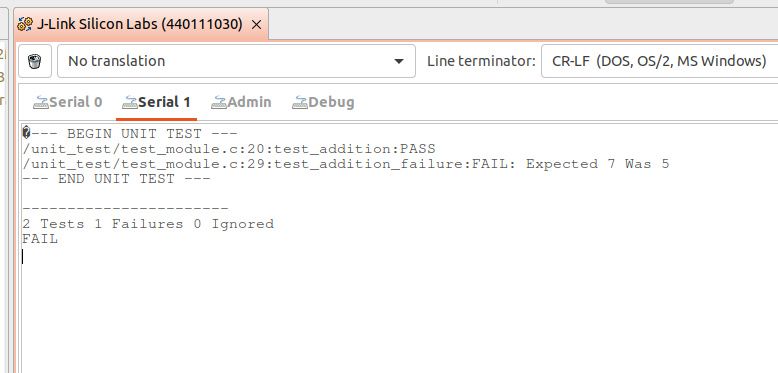 J-Link Silicon Labs (440111030)
No translation
Line terminator:
CR-LF (DOS, OS/2, MS Windows)
Serial 0
Serial 1
Admin
Debug
�--- BEGIN UNIT TEST ---
/unit_test/test_module.c:20:test_addition:PASS
/unit_test/test_module.c:29:test_addition_failure:FAIL: Expected 7 Was 5
--- END UNIT TEST ---
-----------------------
2 Tests 1 Failures 0 Ignored
FAIL